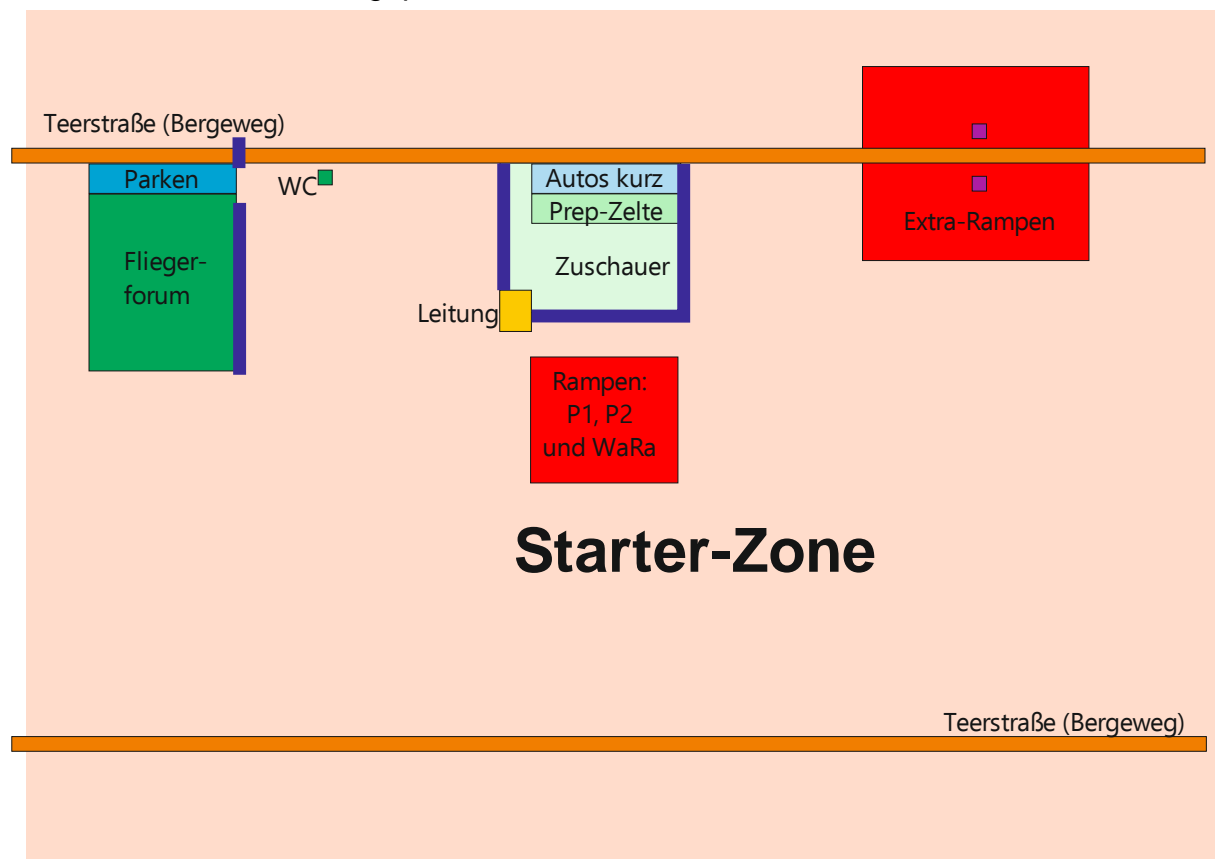 Teerstraße (Bergeweg)
Parken
WC
Autos kurz
Prep-Zelte
Extra-Rampen
Flieger-
forum
Zuschauer
Leitung
Rampen:
P1, P2
und WaRa
Starter-Zone
Teerstraße (Bergeweg)